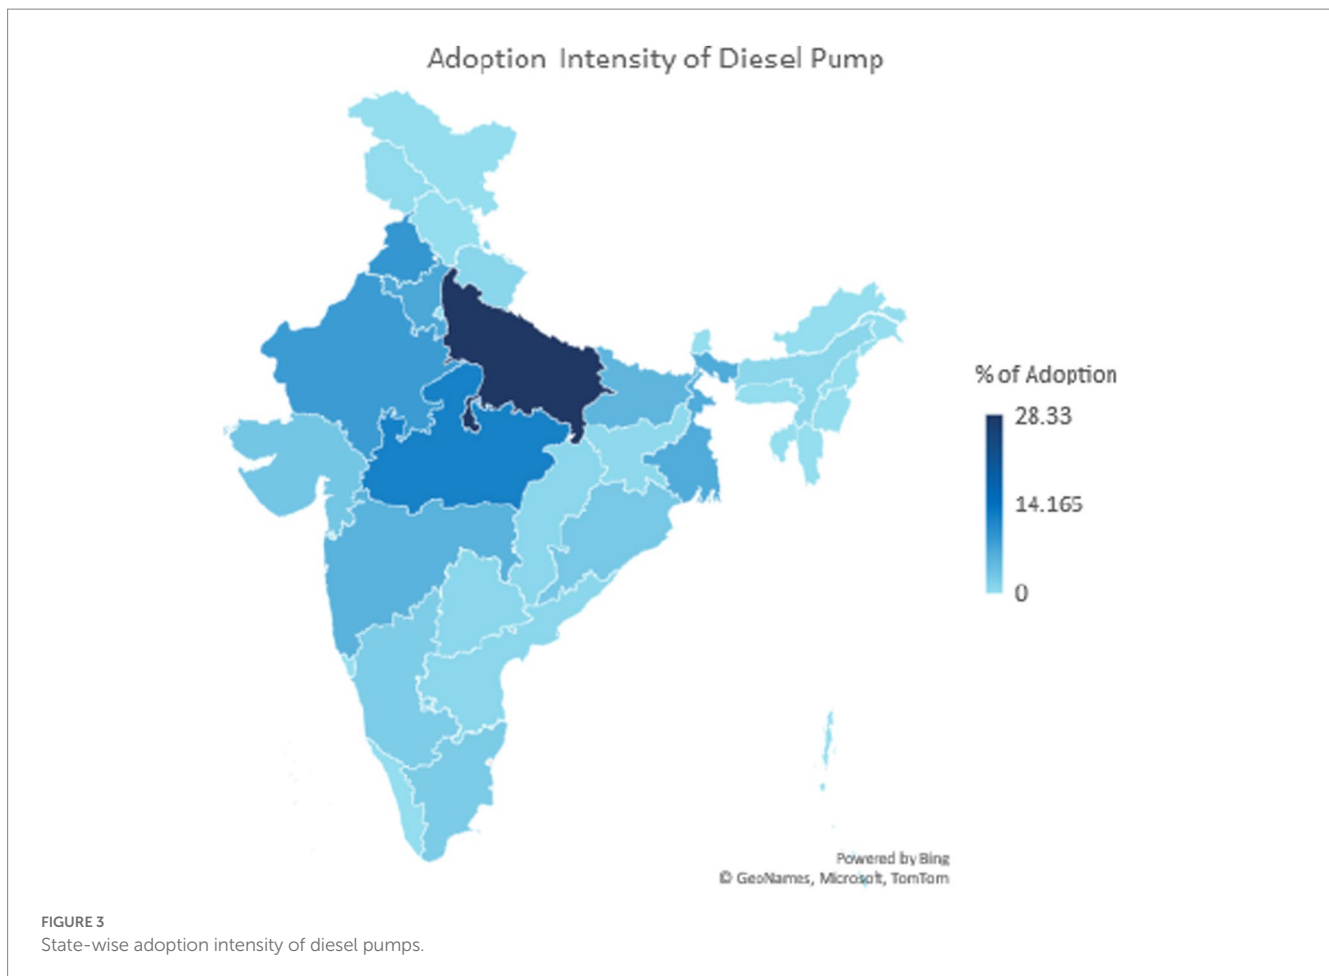 Adoption Intensity of Diesel Pump
% of Adoption
28.33
14.165
0
Powered by Bing
© GeoNames, Microsoft, TomTom
FIGURE 3
State-wise adoption intensity of diesel pumps.